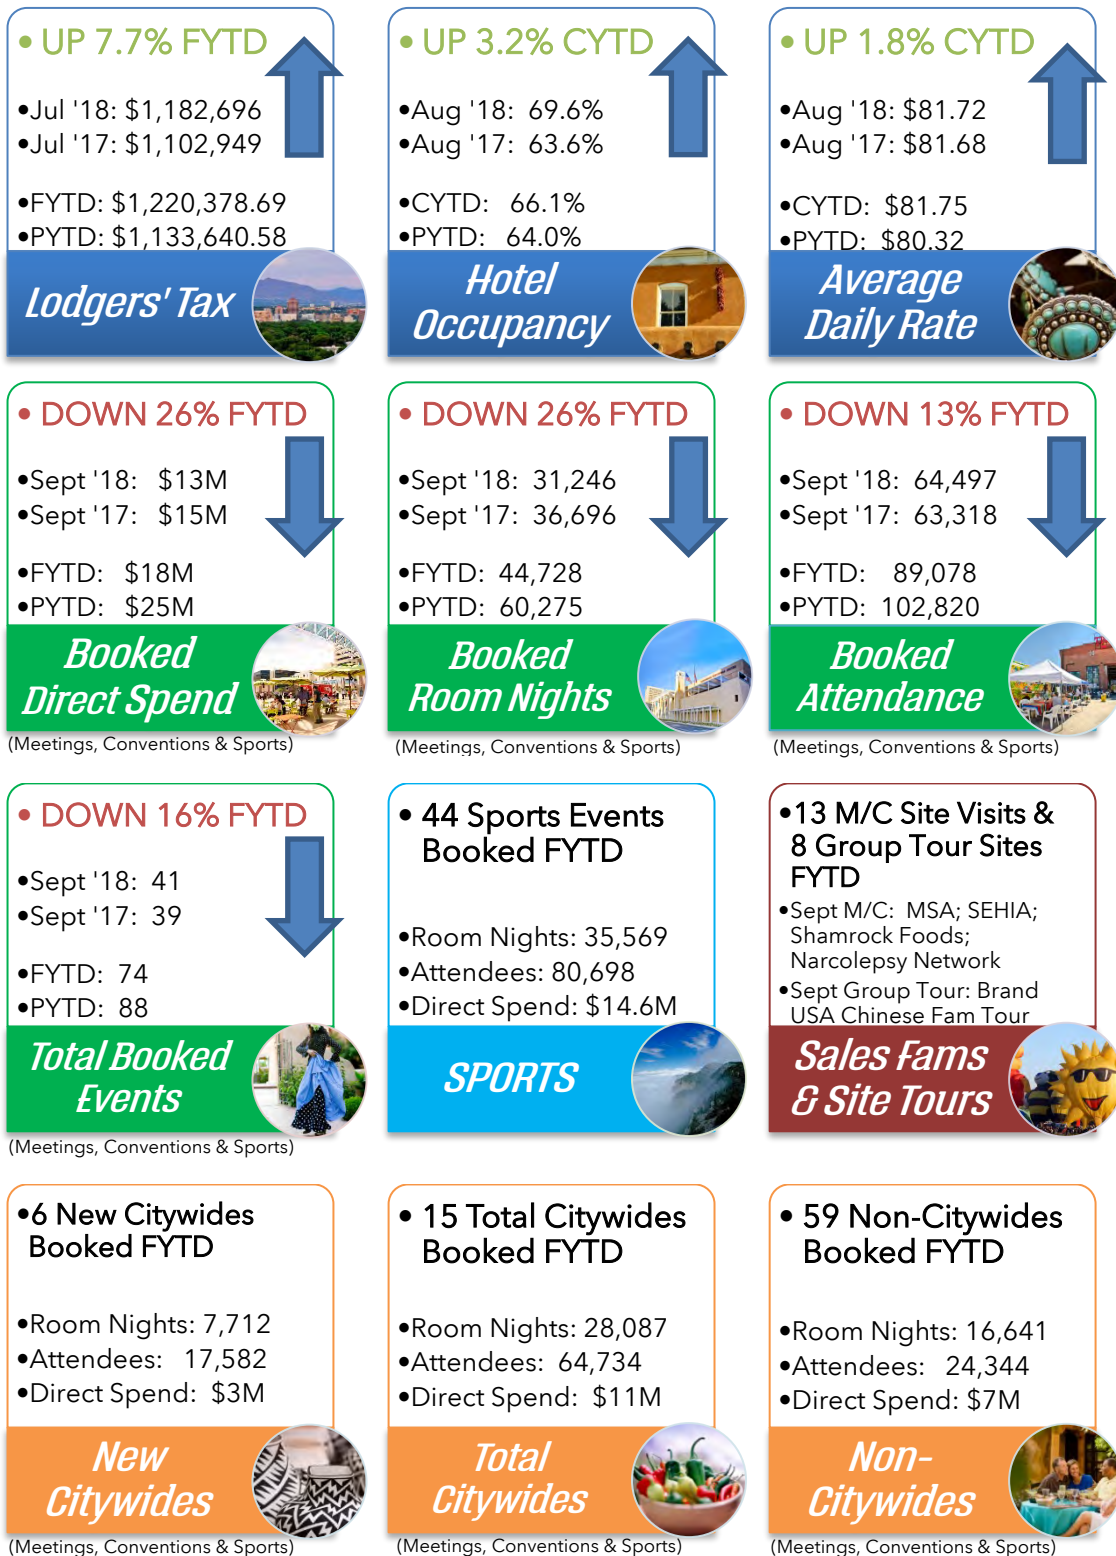 • UP 7.7% FYTD
•Jul '18: $1,182,696
•Jul '17: $1,102,949
•FYTD: $1,220,378.69
•PYTD: $1,133,640.58
Lodgers' Tax
• UP 3.2% CYTD
•Aug '18: 69.6%
•Aug '17: 63.6%
•CYTD: 66.1%
•PYTD: 64.0%
Hotel
Occupancy
• UP 1.8% CYTD
•Aug '18: $81.72
•Aug '17: $81.68
•CYTD: $81.75
•PYTD: $80.32
Average
Daily Rate
• DOWN 26% FYTD
•Sept '18: $13M
•Sept '17: $15M
•FYTD: $18M
•PYTD: $25M
Booked
Direct Spend
(Meetings, Conventions & Sports)
• DOWN 26% FYTD
•Sept '18: 31,246
•Sept '17: 36,696
•FYTD: 44,728
•PYTD: 60,275
Booked
Room Nights
(Meetings, Conventions & Sports)
• DOWN 13% FYTD
•Sept '18: 64,497
•Sept '17: 63,318
•FYTD: 89,078
•PYTD: 102,820
Booked
Attendance
(Meetings, Conventions & Sports)
• DOWN 16% FYTD
•Sept '18: 41
•Sept '17: 39
•FYTD: 74
•PYTD: 88
Total Booked
Events
(Meetings, Conventions & Sports)
• 44 Sports Events
Booked FYTD
•Room Nights: 35,569
•Attendees: 80,698
•Direct Spend: $14.6M
SPORTS
•13 M/C Site Visits &
8 Group Tour Sites
FYTD
•Sept M/C: MSA; SEHIA;
Shamrock Foods;
Narcolepsy Network
•Sept Group Tour: Brand
USA Chinese Fam Tour
Sales Fams
& Site Tours
•6 New Citywides
Booked FYTD
•Room Nights: 7,712
•Attendees: 17,582
•Direct Spend: $3M
New
Citywides
(Meetings, Conventions & Sports)
• 15 Total Citywides
Booked FYTD
•Room Nights: 28,087
•Attendees: 64,734
•Direct Spend: $11M
Total
Citywides
(Meetings, Conventions & Sports)
• 59 Non-Citywides
Booked FYTD
•Room Nights: 16,641
•Attendees: 24,344
•Direct Spend: $7M
Non-
Citywides
(Meetings, Conventions & Sports)